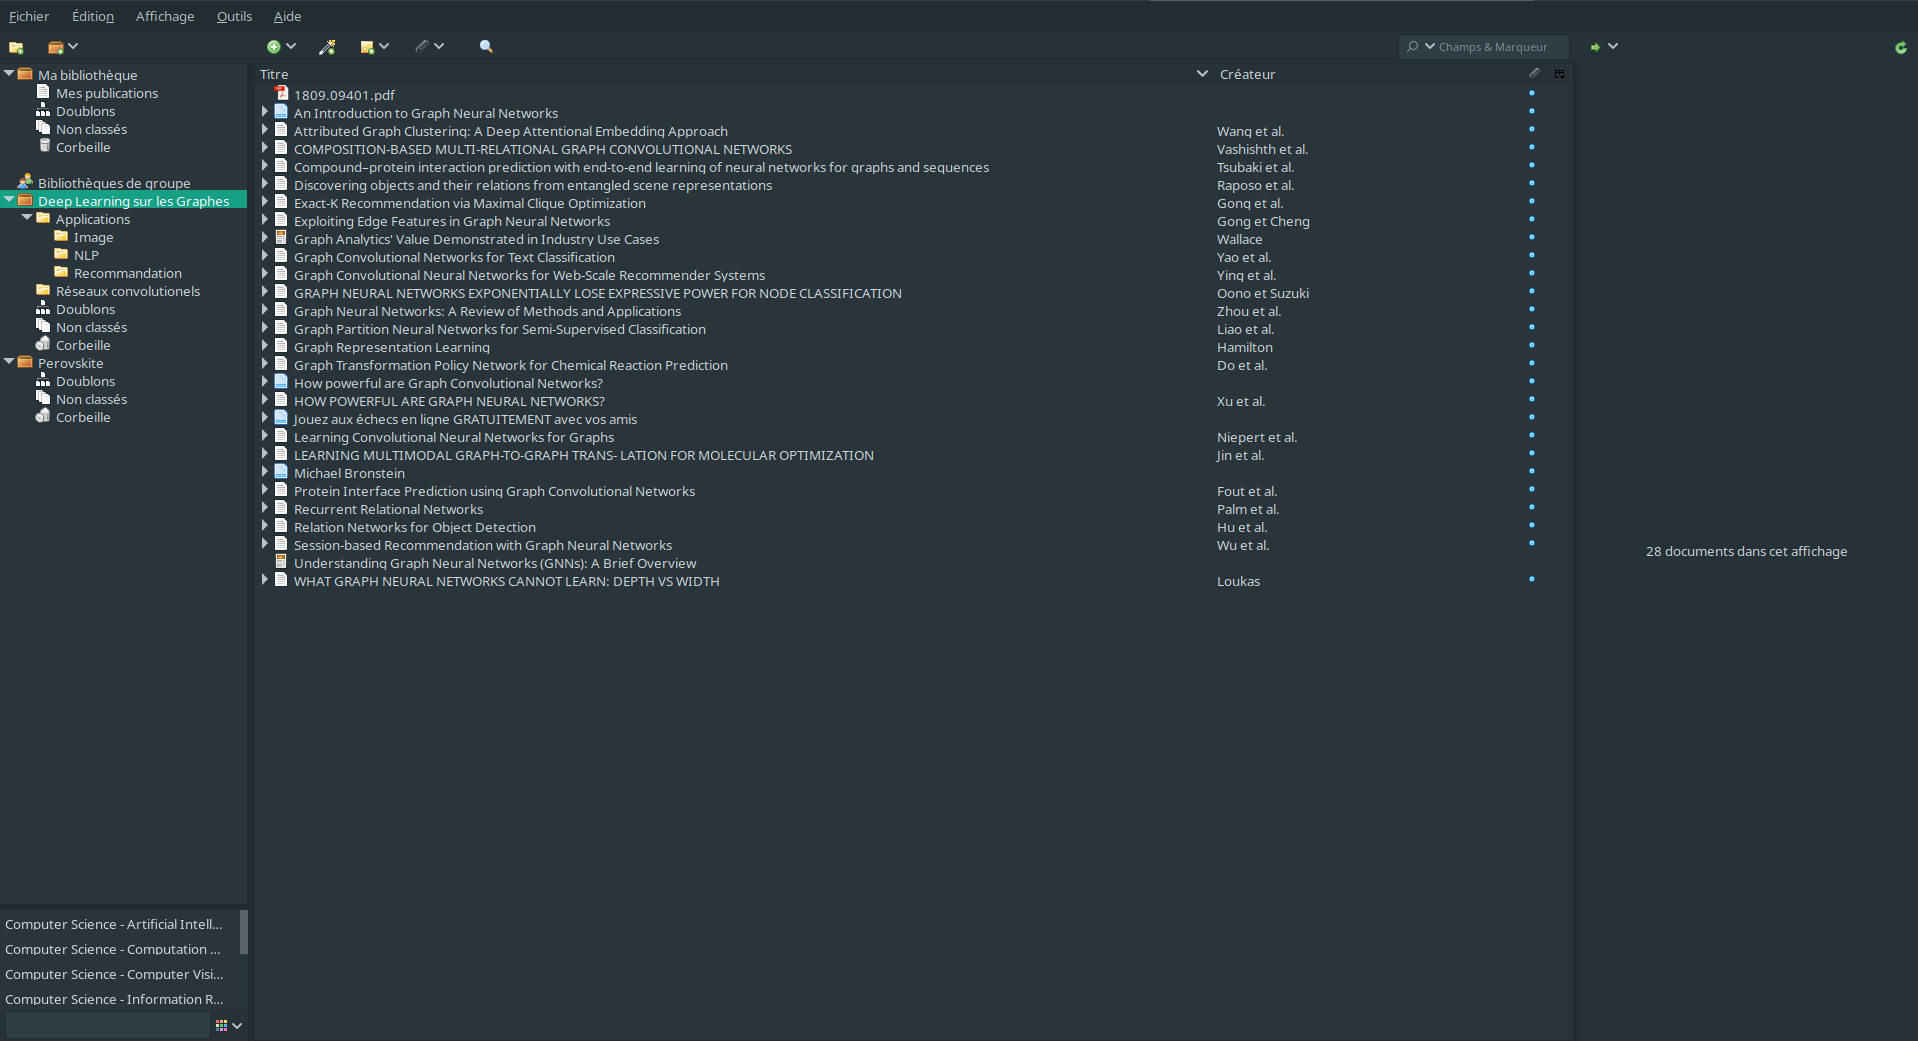 Fichier Édition Affichage Outils Aide
Champs & Marqueur
Ma bibliothèque
Mes publications
Doublons
Non classés
Corbeille
Bibliothèques de groupe
Deep Learning sur les Graphes
Applications
Image
NLP
Recommandation
Réseaux convolutionels
Doublons
Non classés
Corbeille
Perovskite
Doublons
Non classés
Corbeille
Computer Science - Artificial Intell...
Computer Science - Computation ...
Computer Science - Computer Visi...
Computer Science - Information R...
Titre Créateur
1809.09401.pdf
An Introduction to Graph Neural Networks
Attributed Graph Clustering: A Deep Attentional Embedding Approach Wang et al.
COMPOSITION-BASED MULTI-RELATIONAL GRAPH CONVOLUTIONAL NETWORKS Vashishth et al.
Compound–protein interaction prediction with end-to-end learning of neural networks for graphs and sequences Tsubaki et al.
Discovering objects and their relations from entangled scene representations Raposo et al.
Exact-K Recommendation via Maximal Clique Optimization Gong et al.
Exploiting Edge Features in Graph Neural Networks Gong et Cheng
Graph Analytics' Value Demonstrated in Industry Use Cases Wallace
Graph Convolutional Networks for Text Classification Yao et al.
Graph Convolutional Neural Networks for Web-Scale Recommender Systems Ying et al.
GRAPH NEURAL NETWORKS EXPONENTIALLY LOSE EXPRESSIVE POWER FOR NODE CLASSIFICATION Oono et Suzuki
Graph Neural Networks: A Review of Methods and Applications Zhou et al.
Graph Partition Neural Networks for Semi-Supervised Classification Liao et al.
Graph Representation Learning Hamilton
Graph Transformation Policy Network for Chemical Reaction Prediction Do et al.
How powerful are Graph Convolutional Networks?
HOW POWERFUL ARE GRAPH NEURAL NETWORKS? Xu et al.
Jouez aux échecs en ligne GRATUITEMENT avec vos amis
Learning Convolutional Neural Networks for Graphs Niepert et al.
LEARNING MULTIMODAL GRAPH-TO-GRAPH TRANS- LATION FOR MOLECULAR OPTIMIZATION Jin et al.
Michael Bronstein
Protein Interface Prediction using Graph Convolutional Networks Fout et al.
Recurrent Relational Networks Palm et al.
Relation Networks for Object Detection Hu et al.
Session-based Recommendation with Graph Neural Networks Wu et al.
Understanding Graph Neural Networks (GNNs): A Brief Overview
WHAT GRAPH NEURAL NETWORKS CANNOT LEARN: DEPTH VS WIDTH Loukas
28 documents dans cet affichage